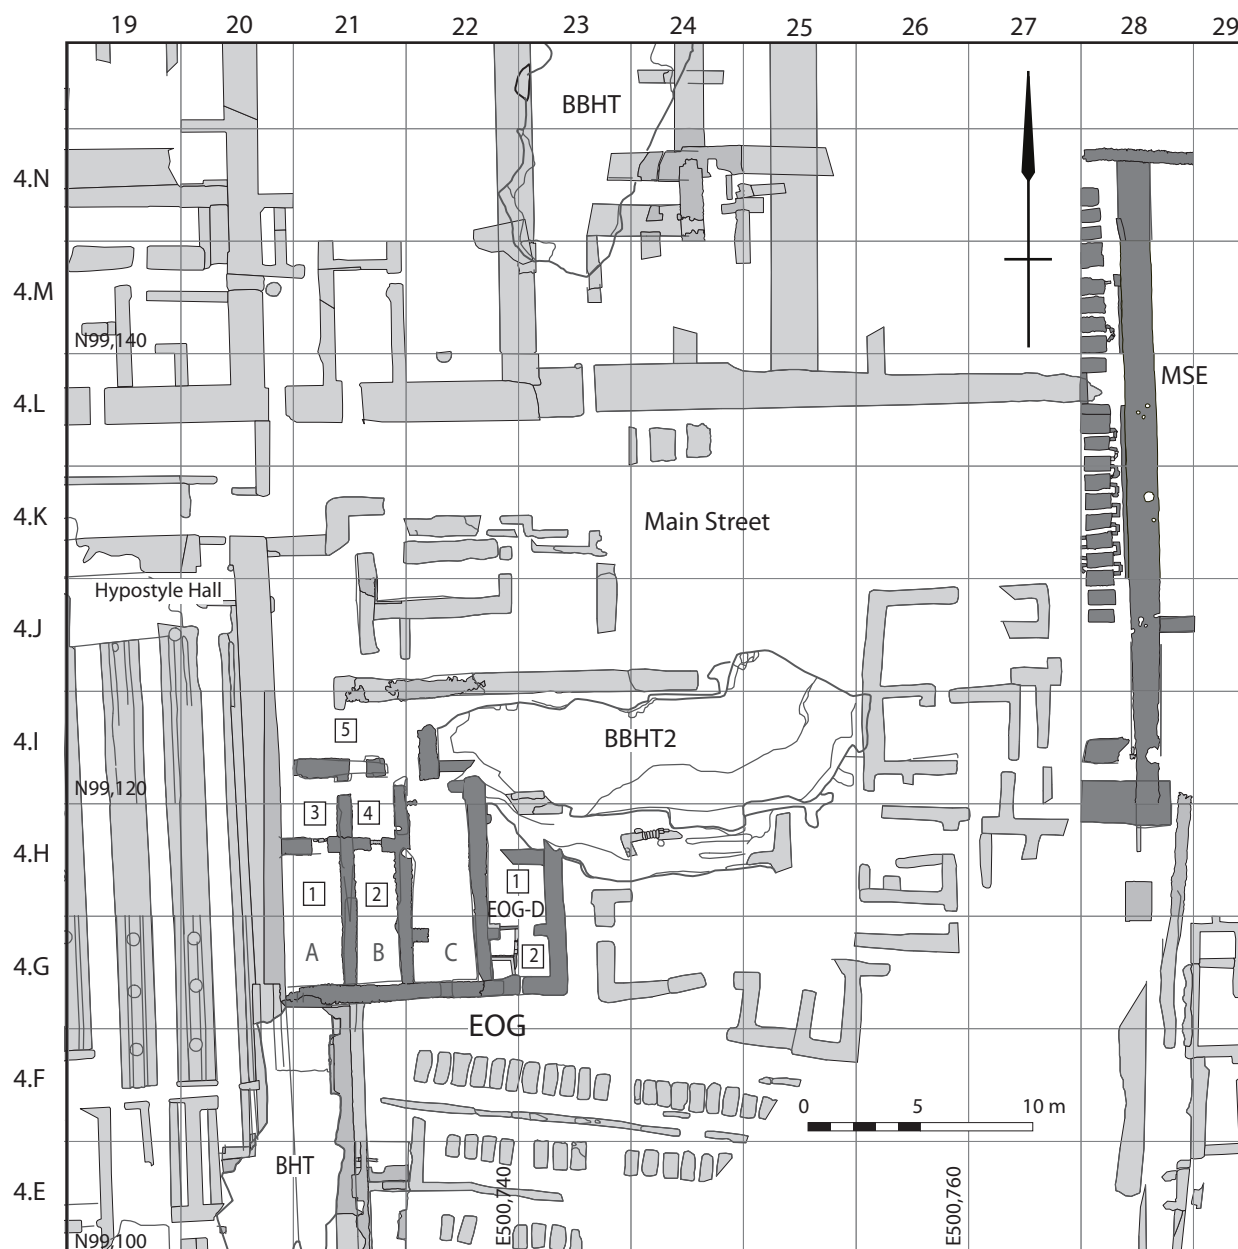 19 20 21 22 23 24 25 26 27 28 29
BBHT
4.N
4.M
N99,140
MSE
4.L
4.K
Main Street
Hypostyle Hall
4.J
5
4.I
BBHT2
N99,120
3 4
4.H
1 2 1
EOG-D
A B C 2
4.G
EOG
4.F
0 5 10 m
BHT
4.E
E500,740
E500,760
N99,100